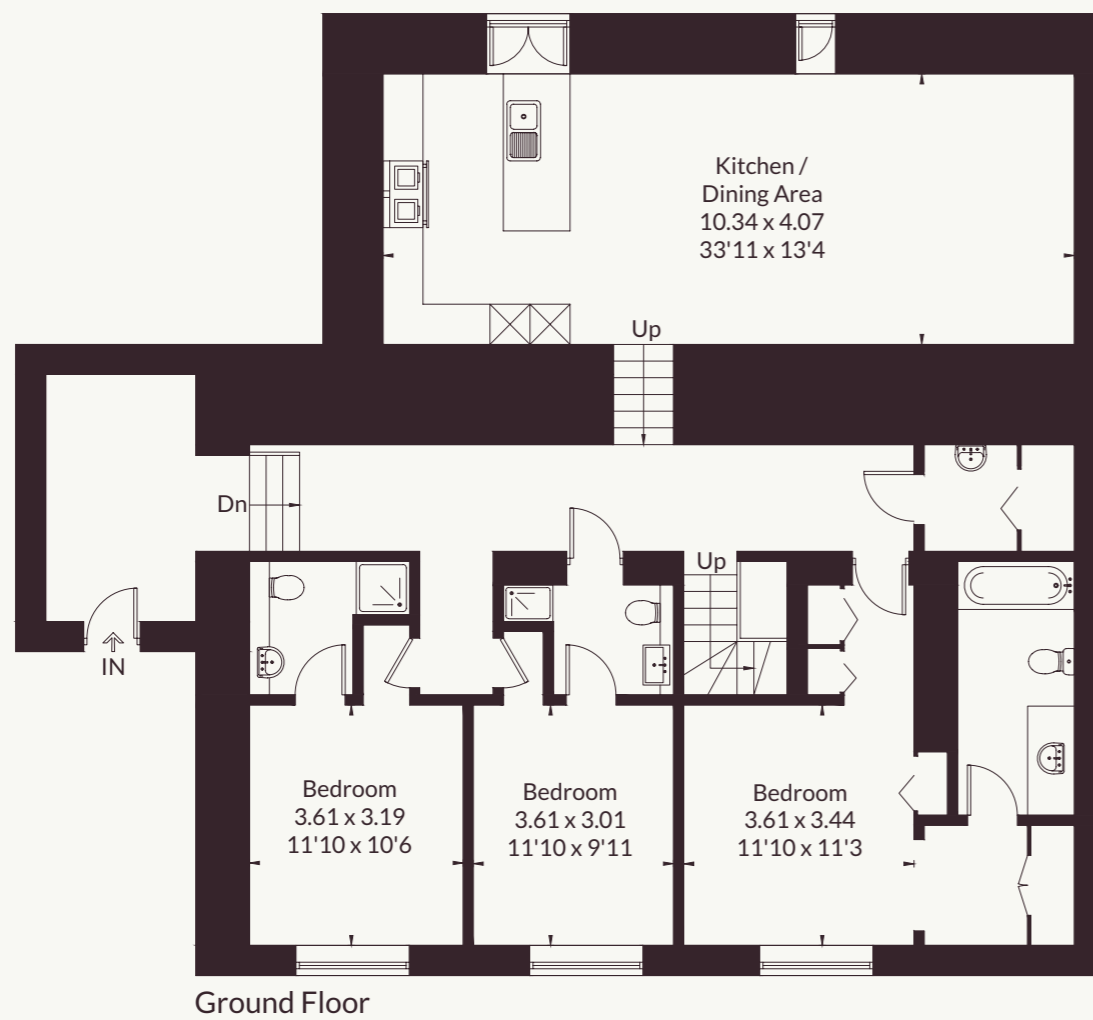 Kitchen /
Dining Area
10.34 x 4.07
33'11 x 13'4
Up
Dn
Up
IN
Bedroom
3.61 x 3.19
11'10 x 10'6
Bedroom
3.61 x 3.01
11'10 x 9'11
Bedroom
3.61 x 3.44
11'10 x 11'3
Ground Floor